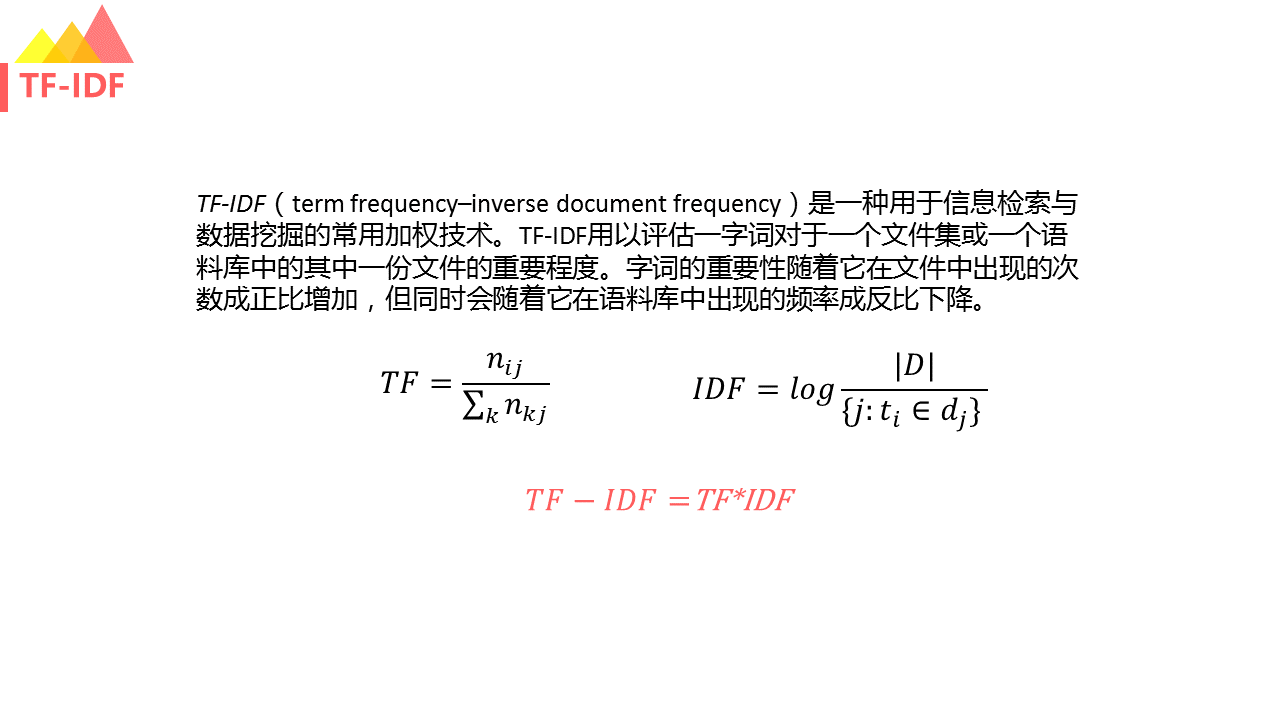 TF-IDF
TF-IDF（term frequency–inverse document frequency）是一种用于信息检索与
数据挖掘的常用加权技术。TF-IDF用以评估一字词对于一个文件集或一个语
料库中的其中一份文件的重要程度。字词的重要性随着它在文件中出现的次
数成正比增加，但同时会随着它在语料库中出现的频率成反比下降。
TF = n_{ij} / ∑_k n_{kj}
IDF = log |D| / {j: t_i ∈ d_j}
TF − IDF = TF*IDF